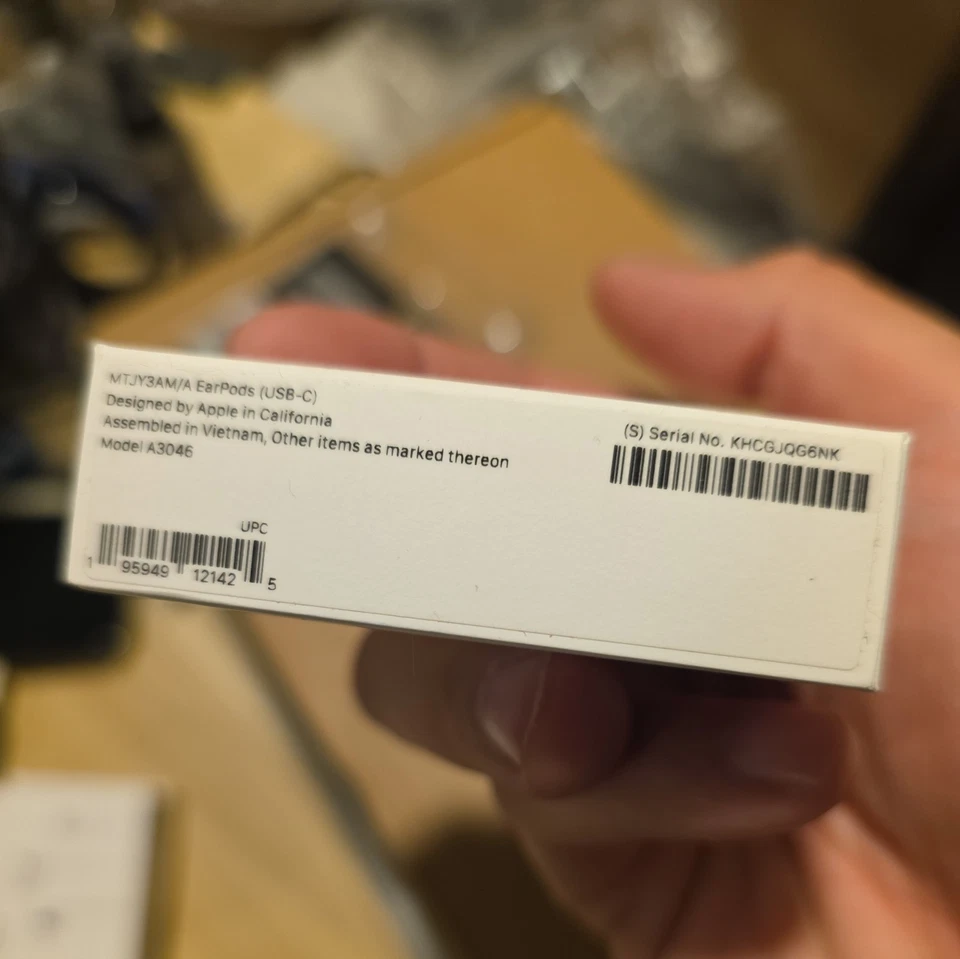 MTJY3AM/A EarPods (USB-C)
Designed by Apple in California
Assembled in Vietnam, Other items as marked thereon
Model A3046
(S) Serial No. KHCGJQG6NK
UPC
1 95949 12142 5